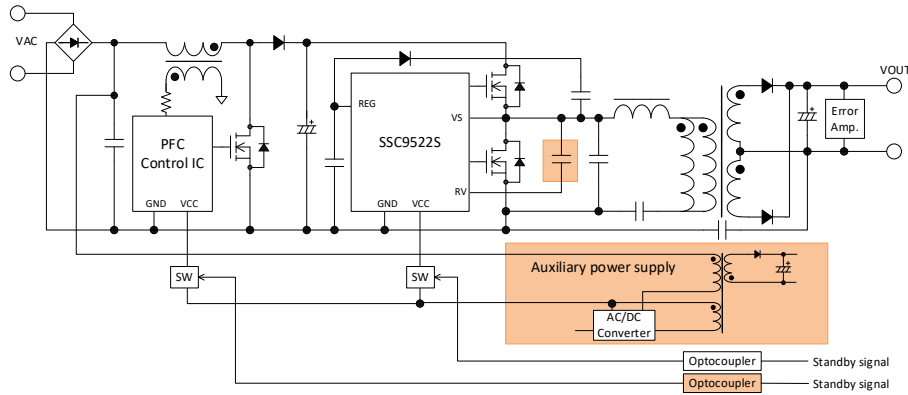 VAC
VOUT
REG
SSC9522S
VS
Error
Amp.
PFC
Control IC
RV
GND
VCC
GND
VCC
SW
SW
Auxiliary power supply
AC/DC
Converter
Optocoupler
Standby signal
Optocoupler
Standby signal